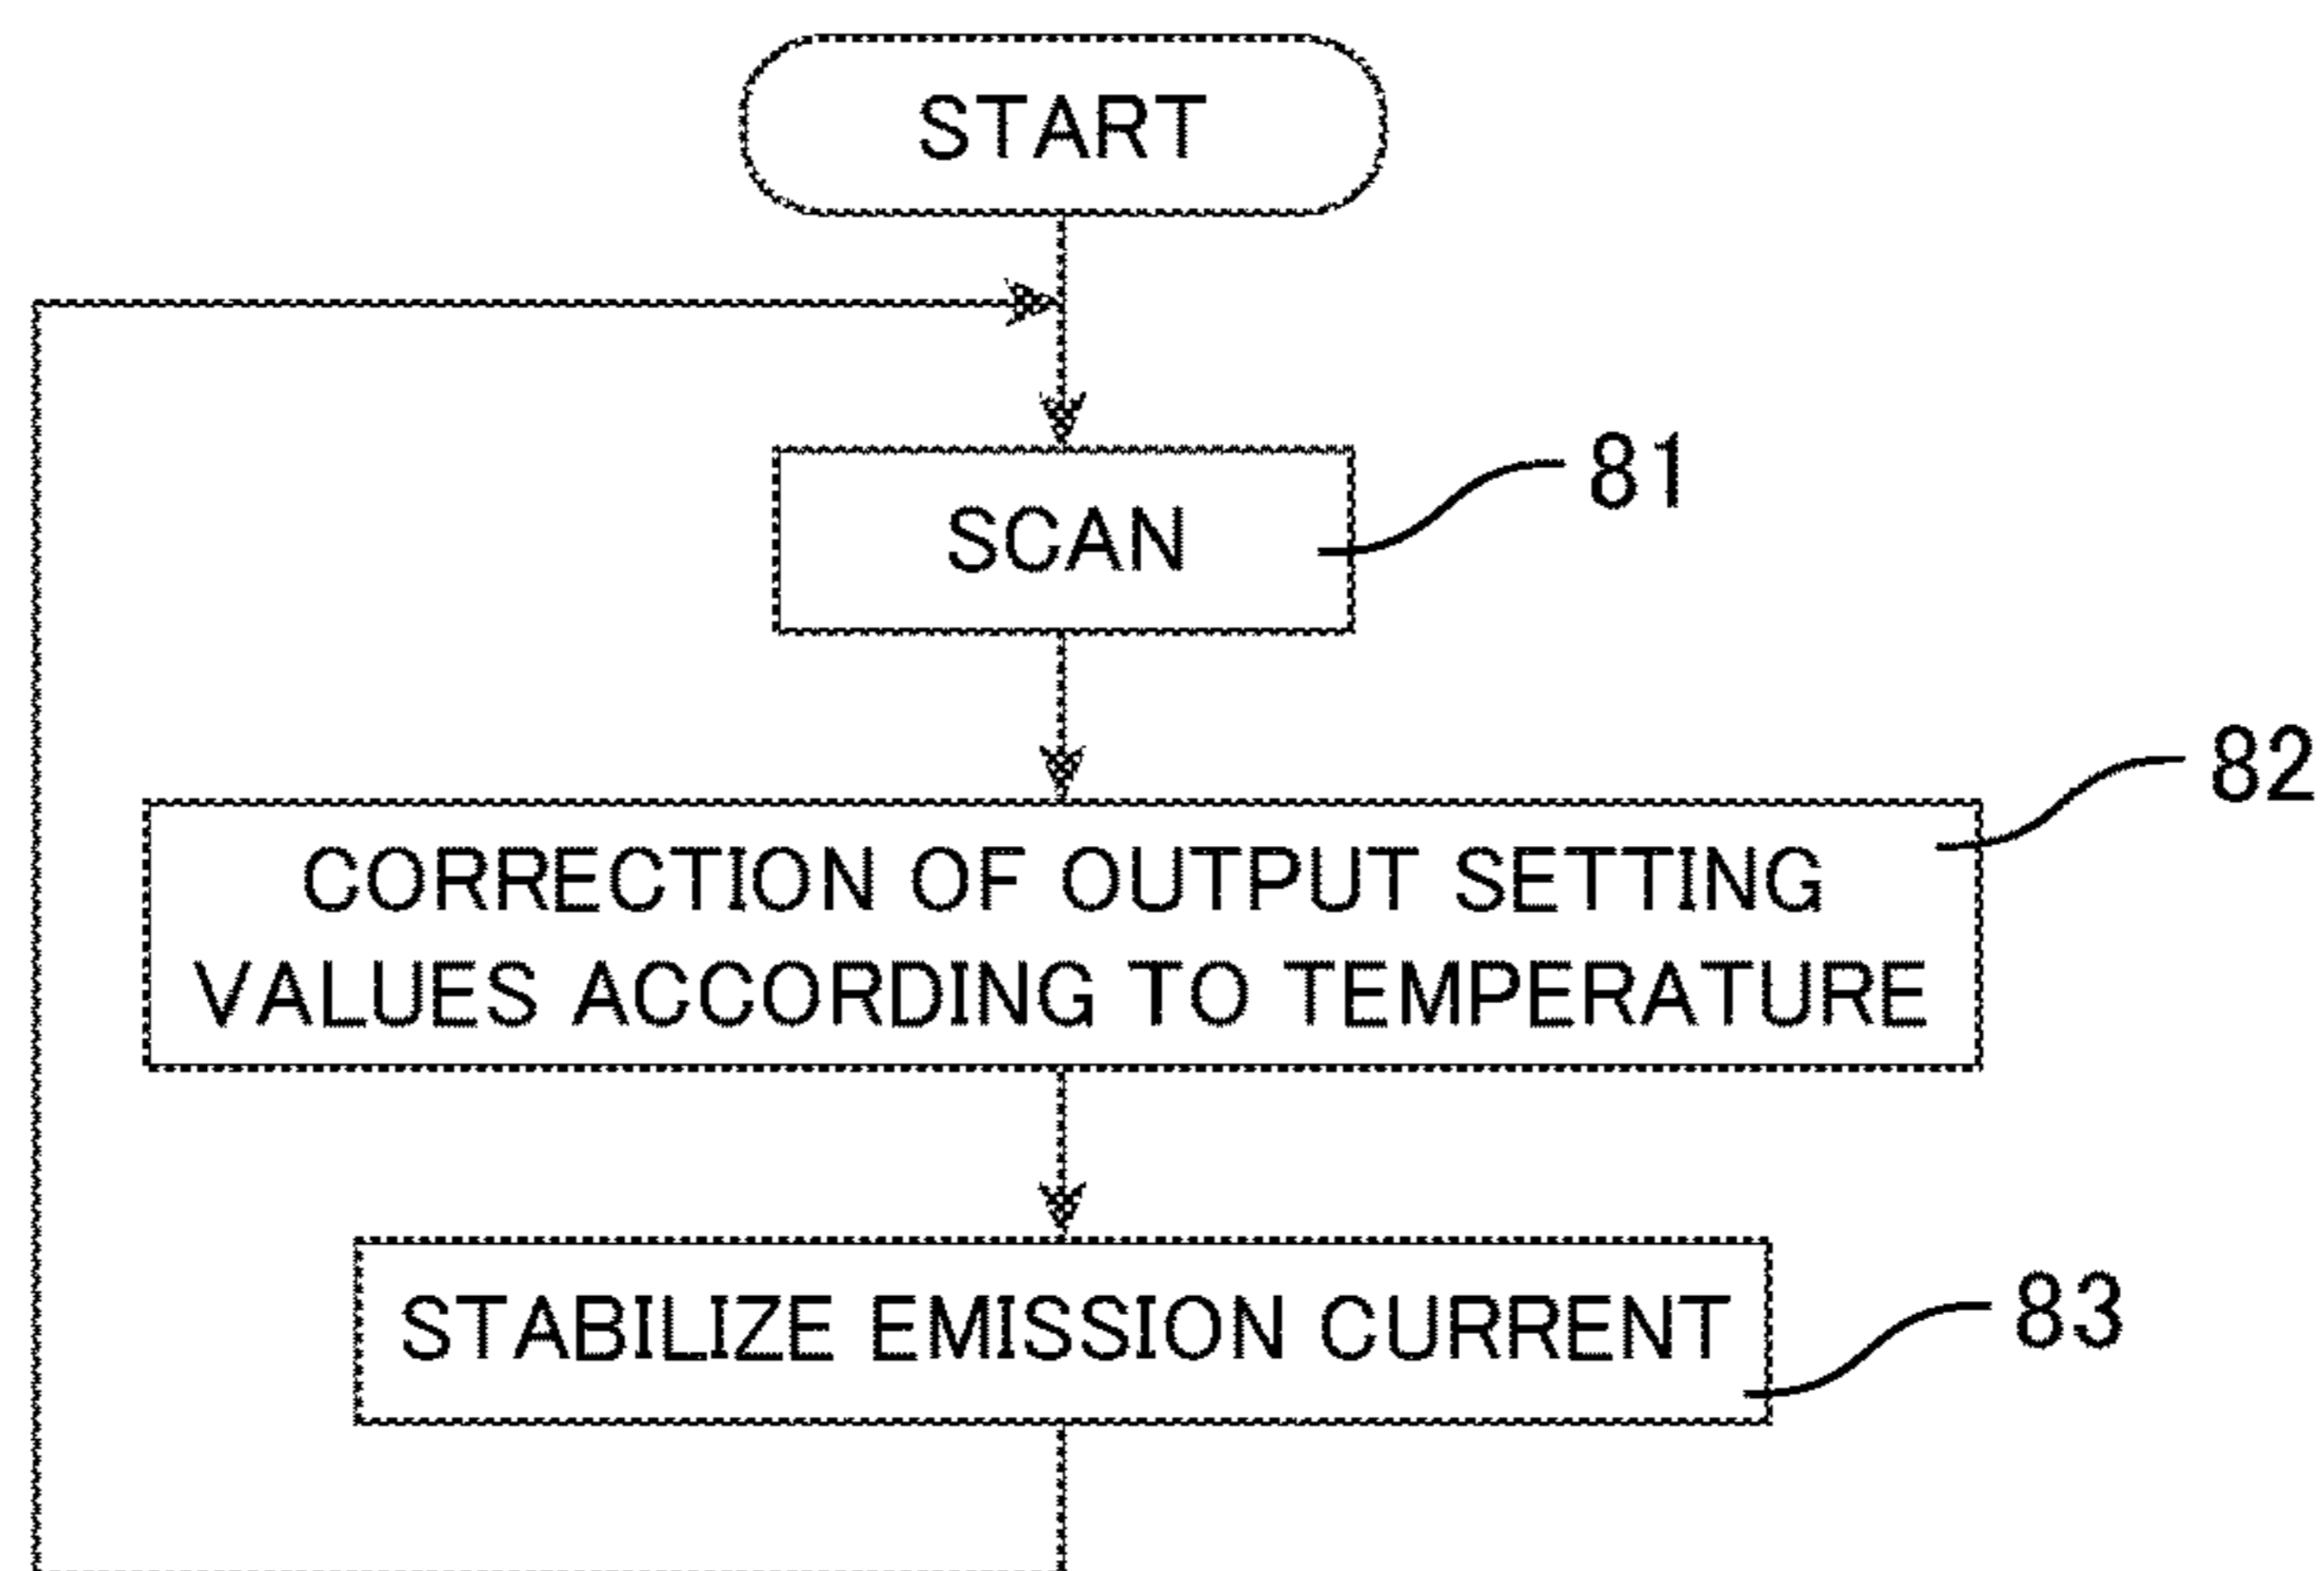 START
SCAN
81
82
CORRECTION OF OUTPUT SETTING
VALUES ACCORDING TO TEMPERATURE
STABILIZE EMISSION CURRENT
83